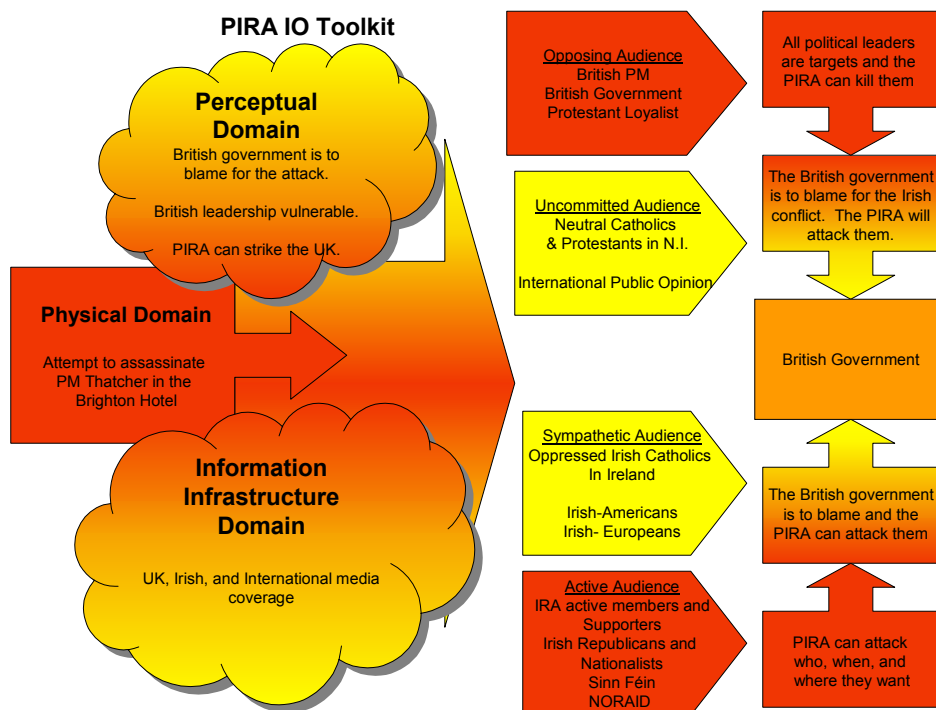 PIRA IO Toolkit
Perceptual
Domain
British government is to
blame for the attack.
British leadership vulnerable.
PIRA can strike the UK.
Physical Domain
Attempt to assassinate
PM Thatcher in the
Brighton Hotel
Information
Infrastructure
Domain
UK, Irish, and International media
coverage
Opposing Audience
British PM
British Government
Protestant Loyalist
All political leaders
are targets and the
PIRA can kill them
Uncommitted Audience
Neutral Catholics
& Protestants in N.I.
International Public Opinion
The British government
is to blame for the Irish
conflict. The PIRA will
attack them.
British Government
Sympathetic Audience
Oppressed Irish Catholics
In Ireland
Irish-Americans
Irish- Europeans
The British government
is to blame and the
PIRA can attack them
Active Audience
IRA active members and
Supporters
Irish Republicans and
Nationalists
Sinn Féin
NORAID
PIRA can attack
who, when, and
where they want